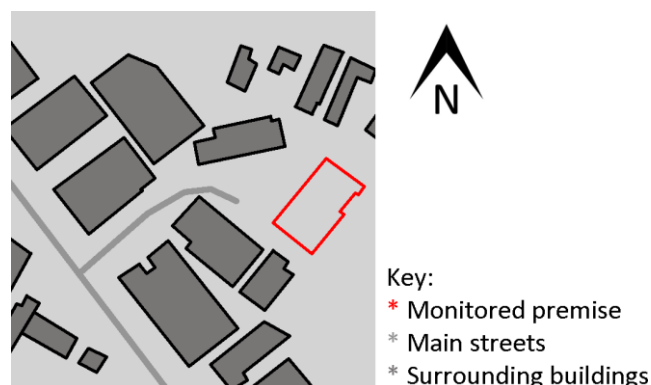 N
Key:
* Monitored premise
* Main streets
* Surrounding buildings